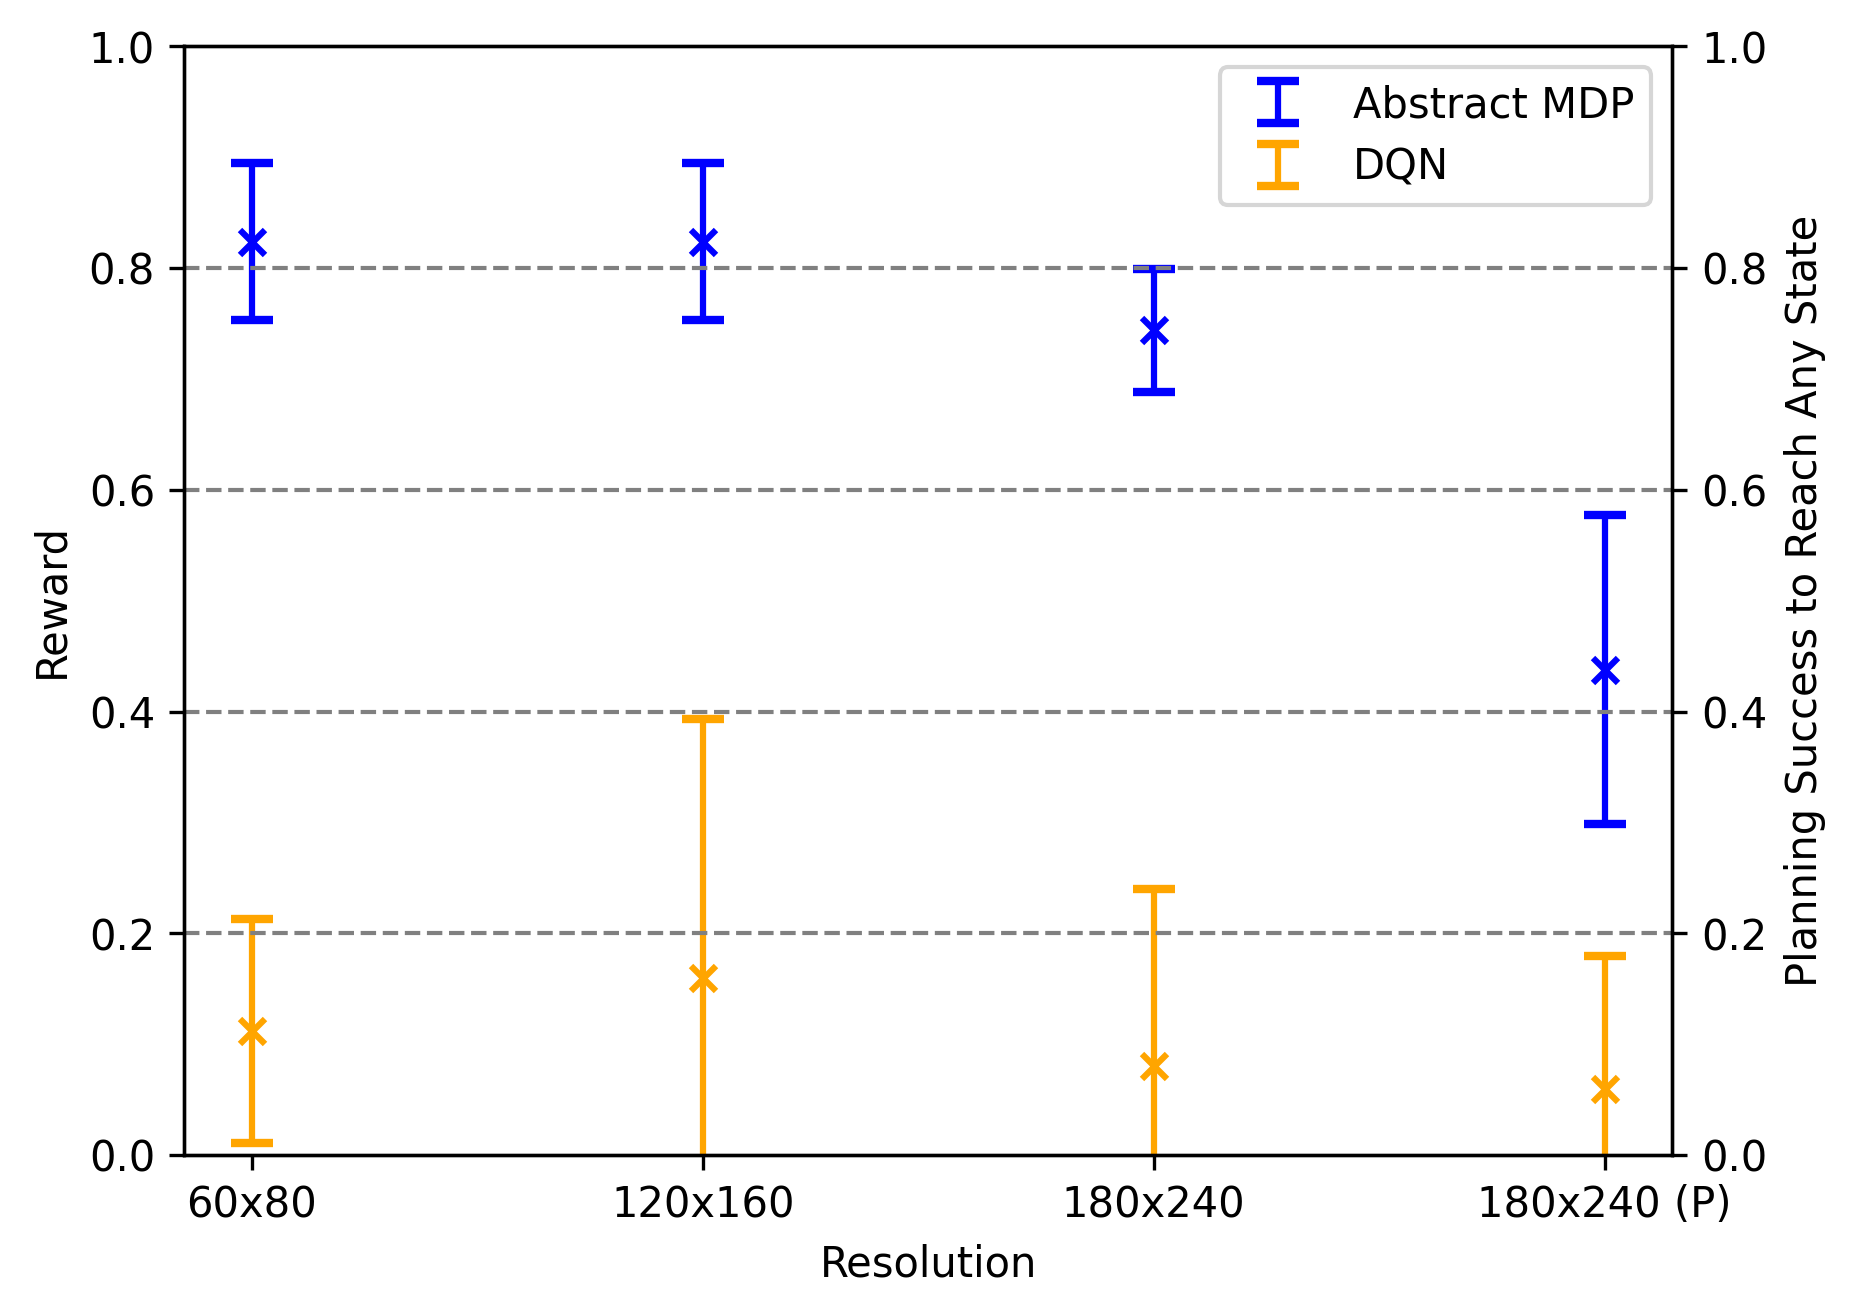 1.0
0.8
0.6
0.4
0.2
0.0
Reward
Abstract MDP
DQN
1.0
0.8
0.6
0.4
0.2
0.0
Planning Success to Reach Any State
60x80
120x160
180x240
180x240 (P)
Resolution